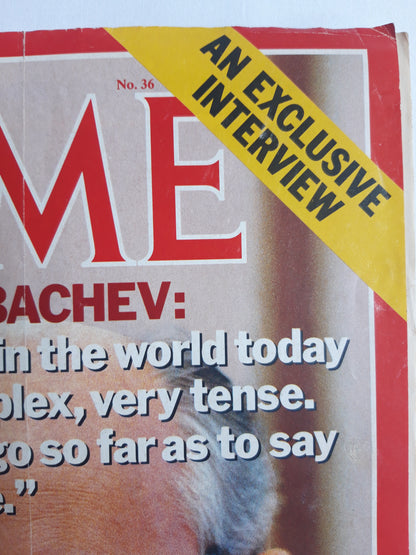 No. 36
AN EXCLUSIVE
INTERVIEW
ME
BACHEV:
in the world today
plex, very tense.
go so far as to say
e.”